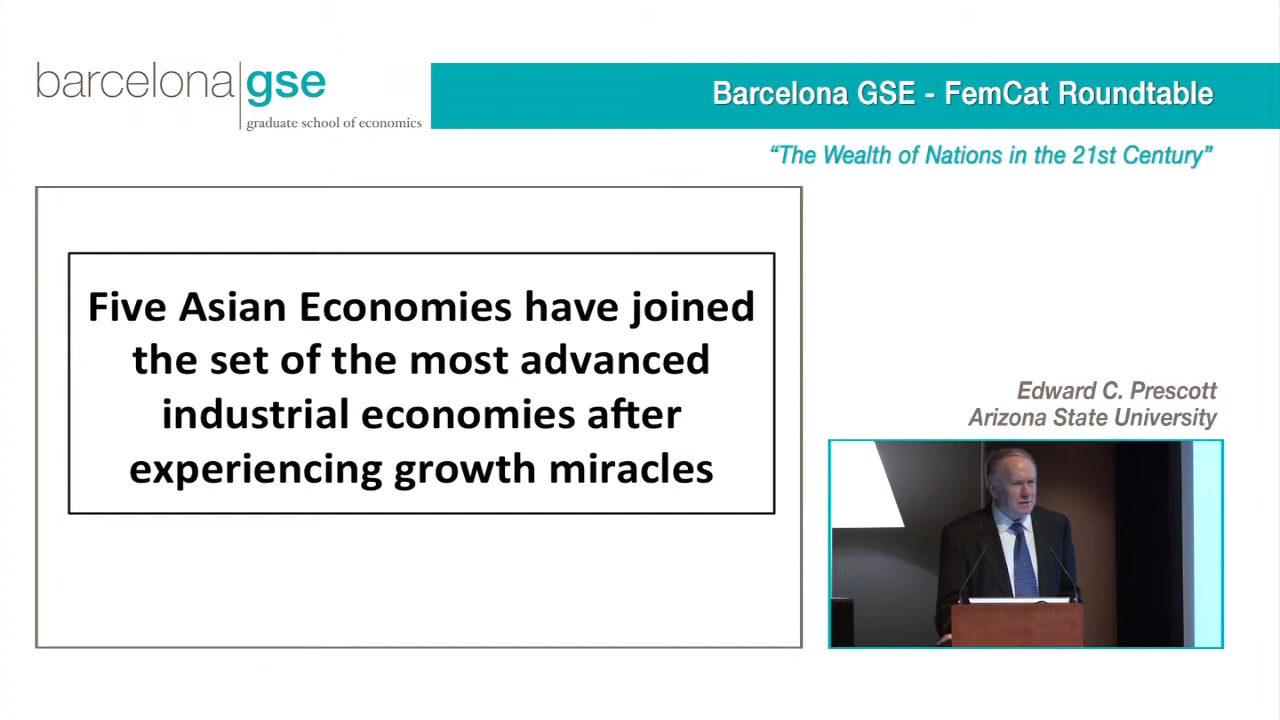 barcelona gse
graduate school of economics
Barcelona GSE - FemCat Roundtable
“The Wealth of Nations in the 21st Century”
Five Asian Economies have joined
the set of the most advanced
industrial economies after
experiencing growth miracles
Edward C. Prescott
Arizona State University